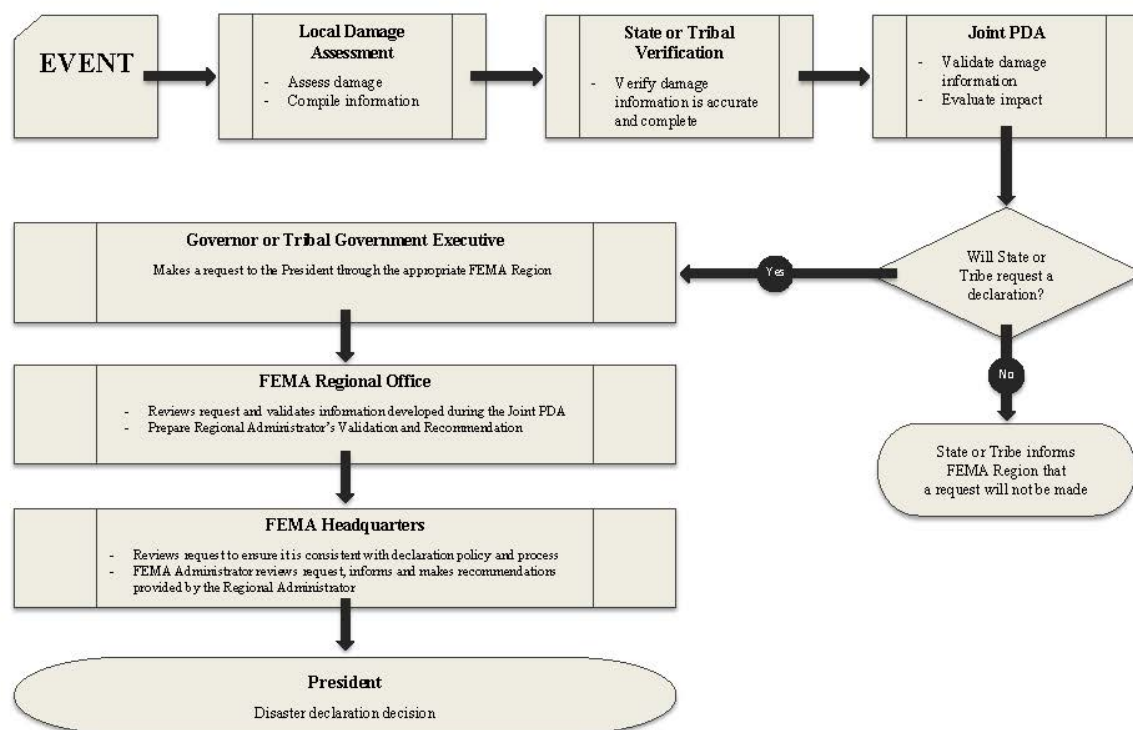 EVENT
Local Damage
Assessment
- Assess damage
- Compile information
State or Tribal
Verification
- Verify damage
information is accurate
and complete
Joint PDA
- Validate damage
information
- Evaluate impact
Will State or
Tribe request a
declaration?
Yes
No
State or Tribe informs
FEMA Region that
a request will not be made
Governor or Tribal Government Executive
Makes a request to the President through the appropriate FEMA Region
FEMA Regional Office
- Reviews request and validates information developed during the Joint PDA
- Prepare Regional Administrator's Validation and Recommendation
FEMA Headquarters
- Reviews request to ensure it is consistent with declaration policy and process
- FEMA Administrator reviews request, informs and makes recommendations
provided by the Regional Administrator
President
Disaster declaration decision